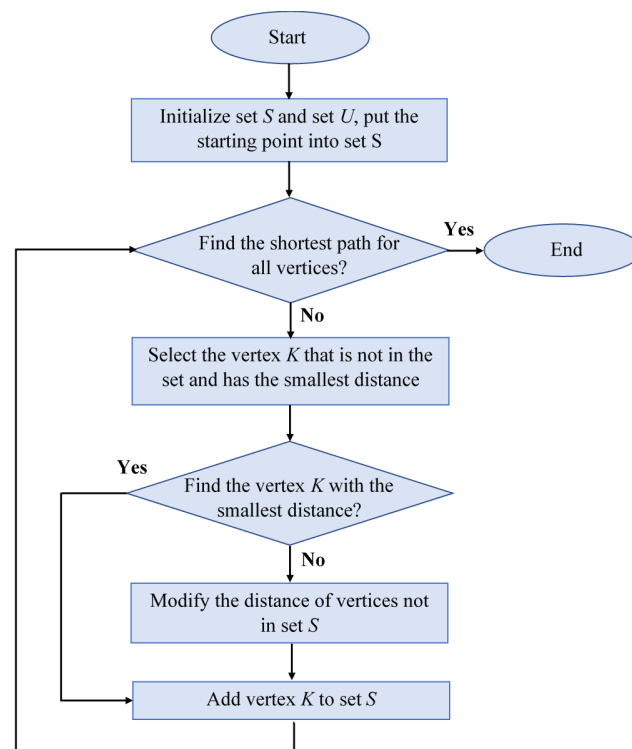 Start
Initialize set S and set U, put the
starting point into set S
Find the shortest path for
all vertices?
Yes
End
No
Select the vertex K that is not in the
set and has the smallest distance
Yes
Find the vertex K with the
smallest distance?
No
Modify the distance of vertices not
in set S
Add vertex K to set S